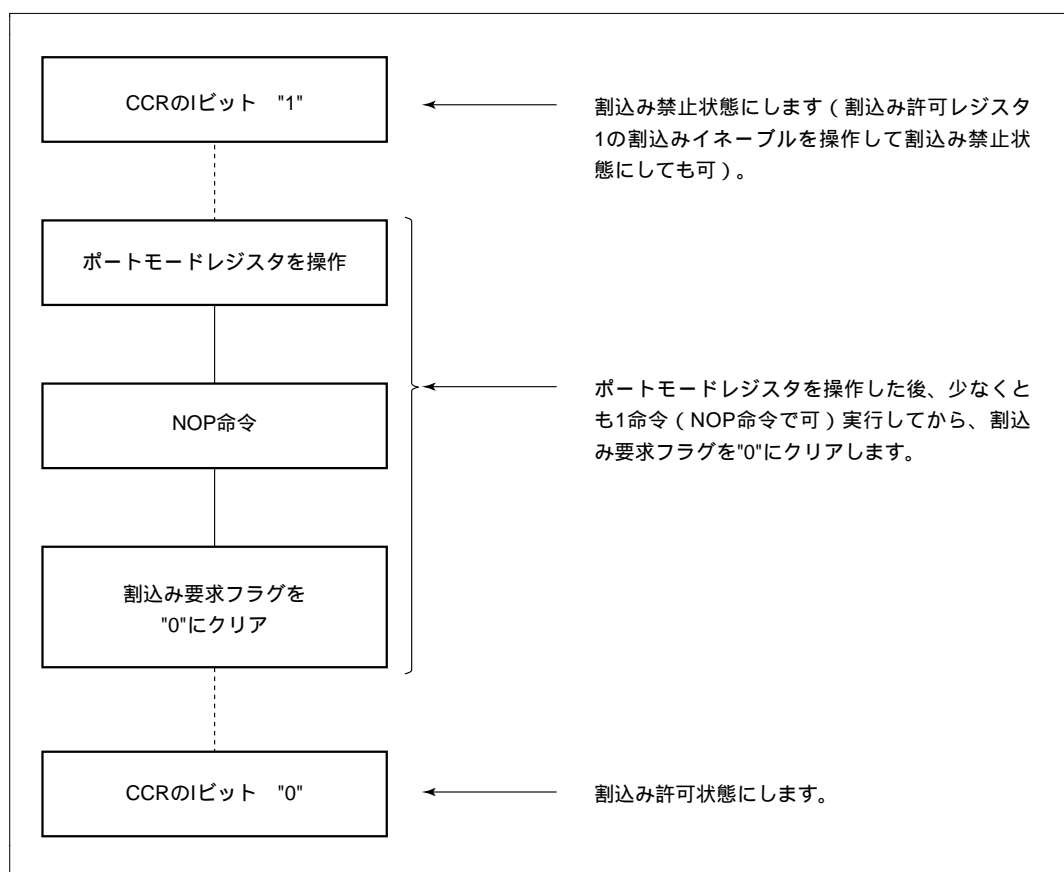 CCRのIビット　"1"
割込み禁止状態にします（割込み許可レジスタ
1の割込みイネーブルを操作して割込み禁止状
態にしても可）。
ポートモードレジスタを操作
NOP命令
ポートモードレジスタを操作した後、少なくと
も1命令（NOP命令で可）実行してから、割込
み要求フラグを"0"にクリアします。
割込み要求フラグを
"0"にクリア
CCRのIビット　"0"
割込み許可状態にします。